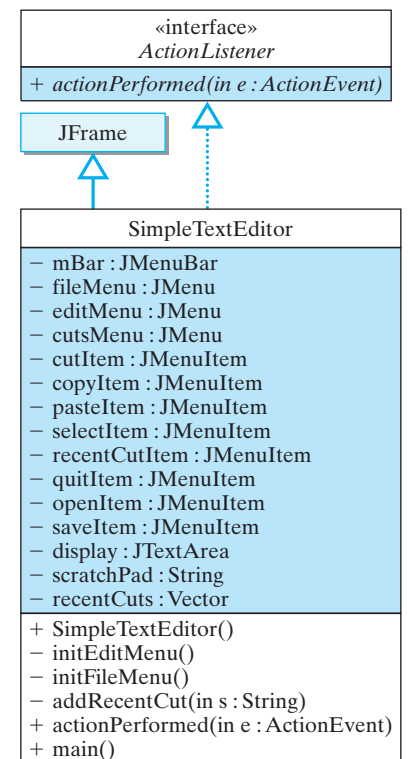 «interface»
ActionListener
+ actionPerformed(in e : ActionEvent)
JFrame
SimpleTextEditor
− mBar : JMenuBar
− fileMenu : JMenu
− editMenu : JMenu
− cutsMenu : JMenu
− cutItem : JMenuItem
− copyItem : JMenuItem
− pasteItem : JMenuItem
− selectItem : JMenuItem
− recentCutItem : JMenuItem
− quitItem : JMenuItem
− openItem : JMenuItem
− saveItem : JMenuItem
− display : JTextArea
− scratchPad : String
− recentCuts : Vector
+ SimpleTextEditor()
− initEditMenu()
− initFileMenu()
− addRecentCut(in s : String)
+ actionPerformed(in e : ActionEvent)
+ main()